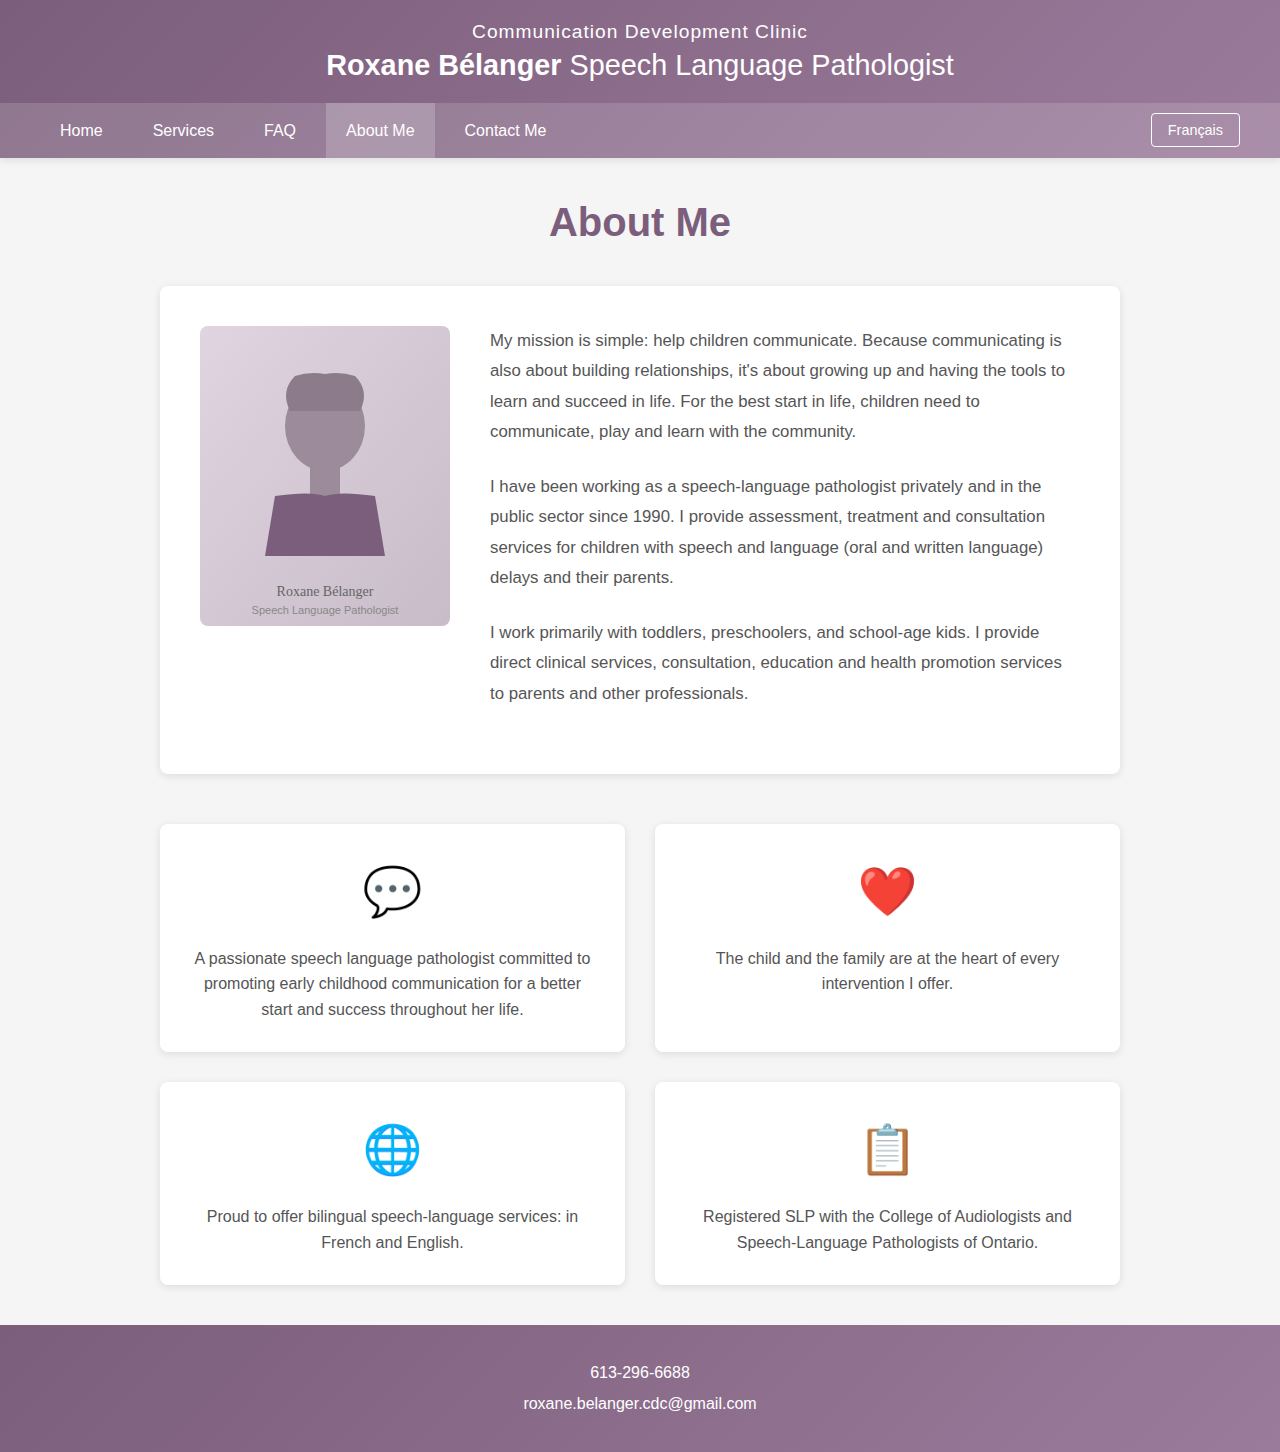 Communication Development Clinic
Roxane Bélanger Speech Language Pathologist
Home
Services
FAQ
About Me
Contact Me
Français
About Me
Roxane Bélanger
Speech Language Pathologist
My mission is simple: help children communicate. Because communicating is
also about building relationships, it's about growing up and having the tools to
learn and succeed in life. For the best start in life, children need to
communicate, play and learn with the community.
I have been working as a speech-language pathologist privately and in the
public sector since 1990. I provide assessment, treatment and consultation
services for children with speech and language (oral and written language)
delays and their parents.
I work primarily with toddlers, preschoolers, and school-age kids. I provide
direct clinical services, consultation, education and health promotion services
to parents and other professionals.
A passionate speech language pathologist committed to
promoting early childhood communication for a better
start and success throughout her life.
The child and the family are at the heart of every
intervention I offer.
Proud to offer bilingual speech-language services: in
French and English.
Registered SLP with the College of Audiologists and
Speech-Language Pathologists of Ontario.
613-296-6688
roxane.belanger.cdc@gmail.com